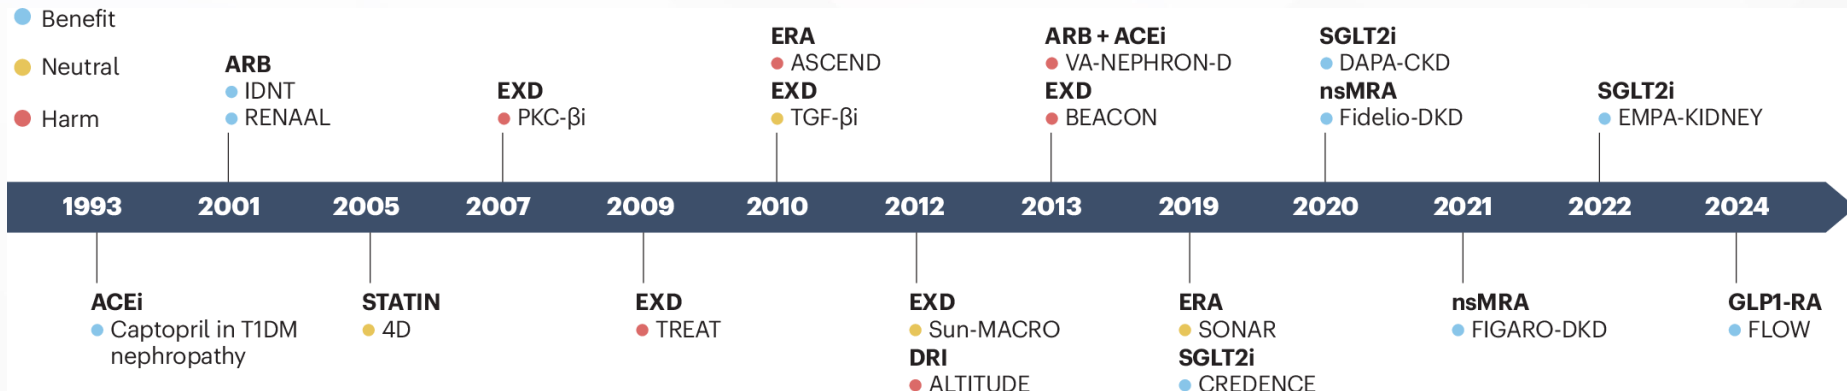 Benefit
Neutral
Harm
ARB
IDNT
RENAAL
EXD
PKC-βi
ERA
ASCEND
EXD
TGF-βi
ARB + ACEi
VA-NEPHRON-D
EXD
BEACON
SGLT2i
DAPA-CKD
nsMRA
Fidelio-DKD
SGLT2i
EMPA-KIDNEY
1993 2001 2005 2007 2009 2010 2012 2013 2019 2020 2021 2022 2024
ACEi
Captopril in T1DM
nephropathy
STATIN
4D
EXD
TREAT
EXD
Sun-MACRO
DRI
ALTITUDE
ERA
SONAR
SGLT2i
CREDENCE
nsMRA
FIGARO-DKD
GLP1-RA
FLOW